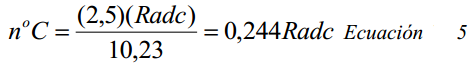 n°C = (2,5)(Radc) / 10,23 = 0,244Radc Ecuación 5